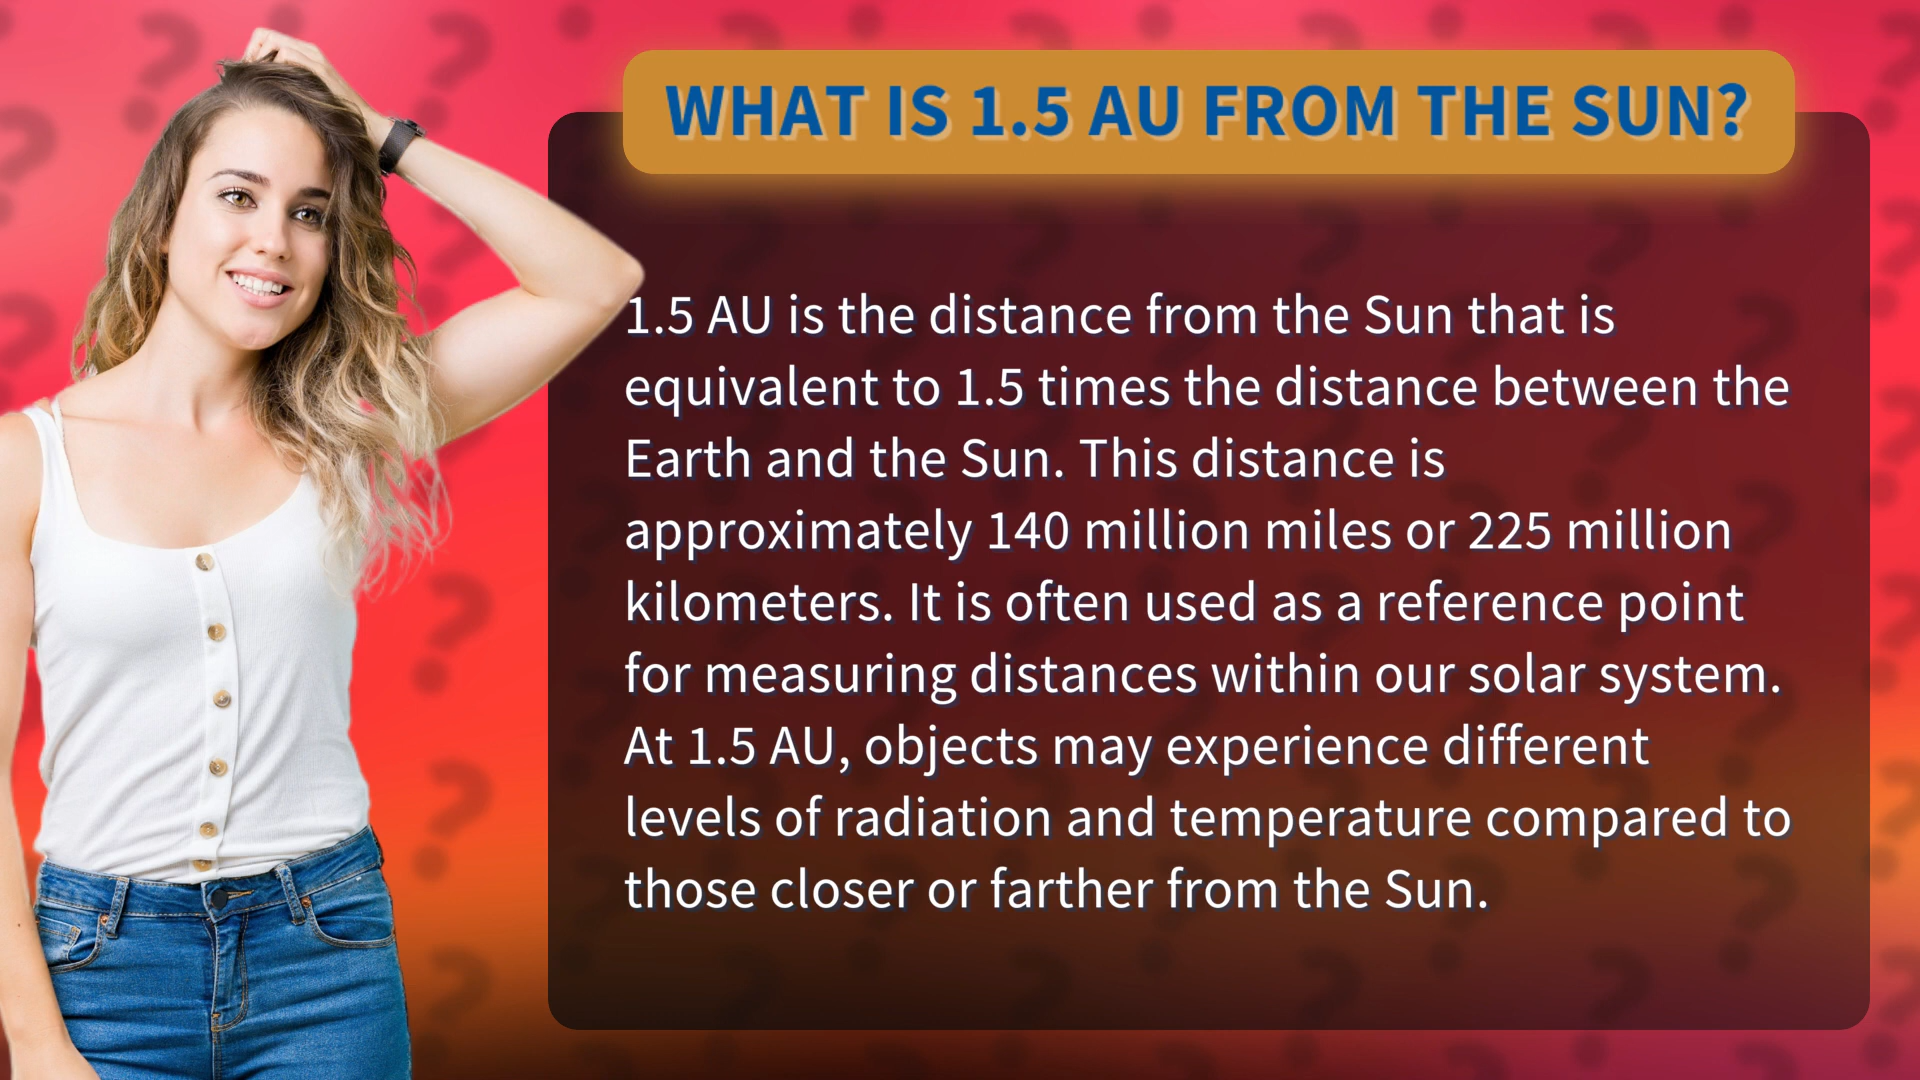 WHAT IS 1.5 AU FROM THE SUN?
1.5 AU is the distance from the Sun that is
equivalent to 1.5 times the distance between the
Earth and the Sun. This distance is
approximately 140 million miles or 225 million
kilometers. It is often used as a reference point
for measuring distances within our solar system.
At 1.5 AU, objects may experience different
levels of radiation and temperature compared to
those closer or farther from the Sun.